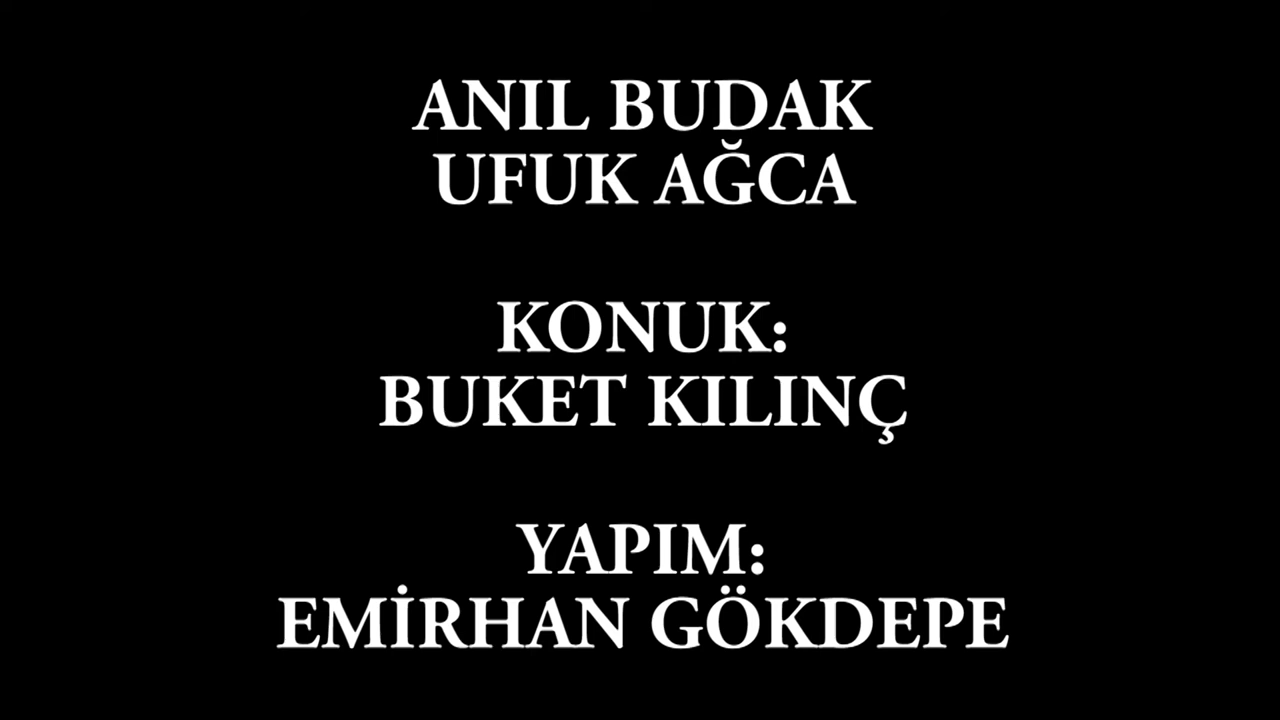 ANIL BUDAK
UFUK AĞCA
KONUK:
BUKET KILINÇ
YAPIM:
EMİRHAN GÖKDEPE